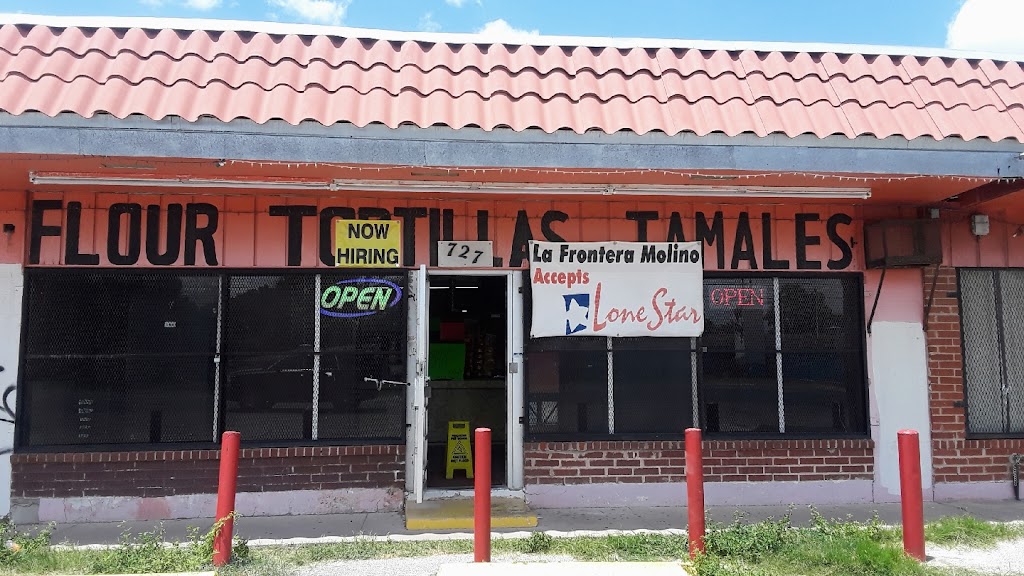 FLOUR TORTILLAS TAMALES
NOW
HIRING
727
La Frontera Molino
Accepts
Lone Star
OPEN
OPEN